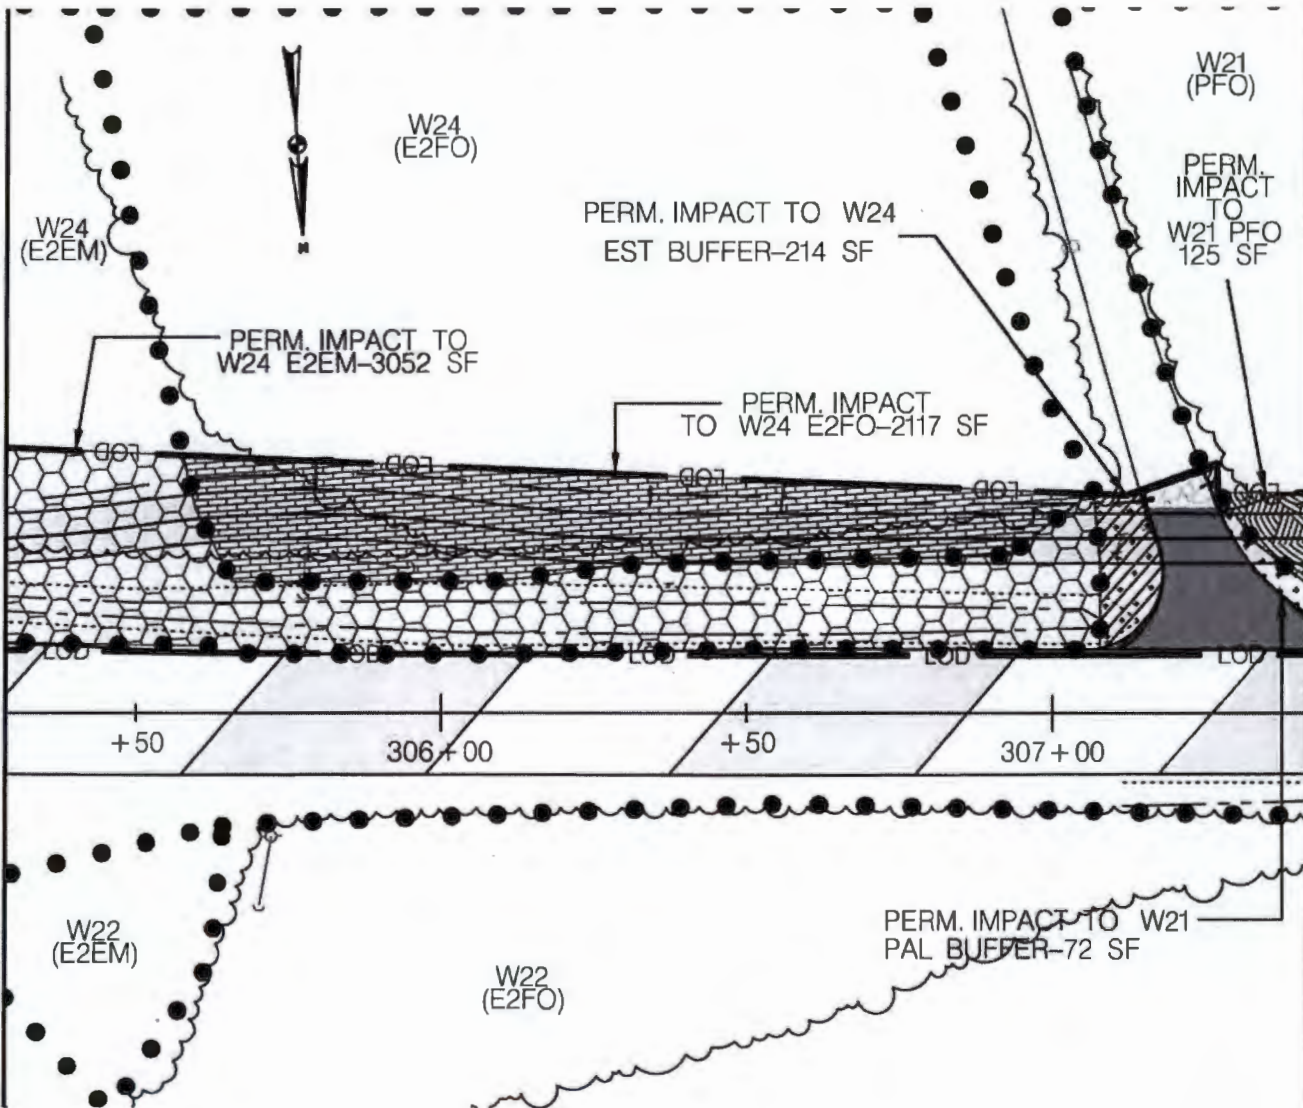 W24
(E2FO)
W21
(PFO)
PERM.
IMPACT
TO
W21 PFO
125 SF
W24
(E2EM)
PERM. IMPACT TO W24
EST BUFFER-214 SF
PERM. IMPACT TO
W24 E2EM-3052 SF
PERM. IMPACT
TO W24 E2FO-2117 SF
LOD
LOD
LOD
LOD
LOD
LOD
LOD
LOD
LOD
LOD
+50
306+00
+50
307+00
W22
(E2EM)
W22
(E2FO)
PERM. IMPACT TO W21
PAL BUFFER-72 SF